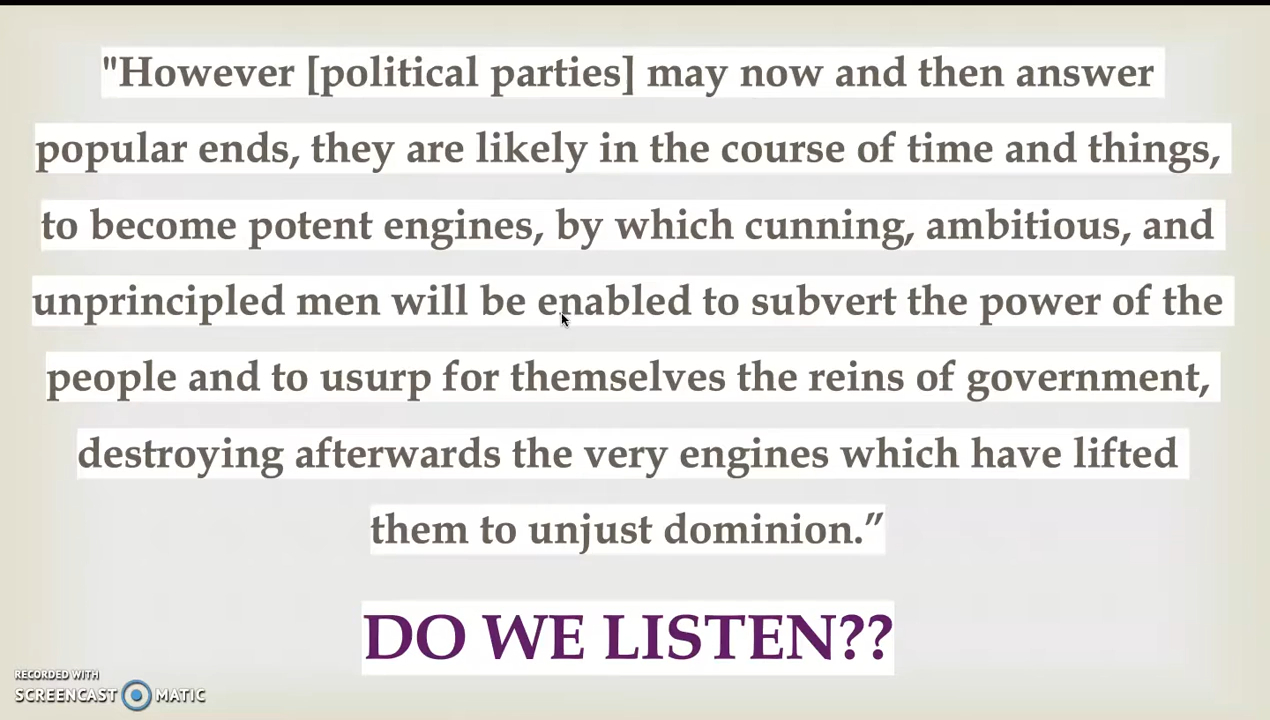 "However [political parties] may now and then answer
popular ends, they are likely in the course of time and things,
to become potent engines, by which cunning, ambitious, and
unprincipled men will be enabled to subvert the power of the
people and to usurp for themselves the reins of government,
destroying afterwards the very engines which have lifted
them to unjust dominion.”
DO WE LISTEN??
RECORDED WITH
SCREENCAST MATIC